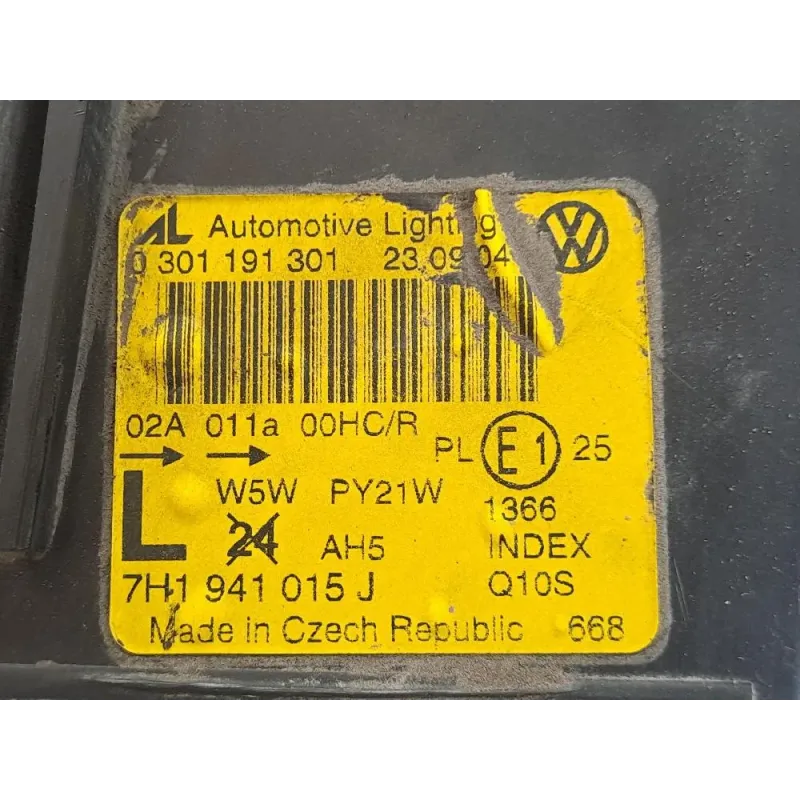 AL Automotive Lighting
0 301 191 301 23.09.04
02A 011a 00HC/R
PL E1 25
L W5W PY21W 1366
24 AH5 INDEX
7H1 941 015 J Q10S
Made in Czech Republic 668